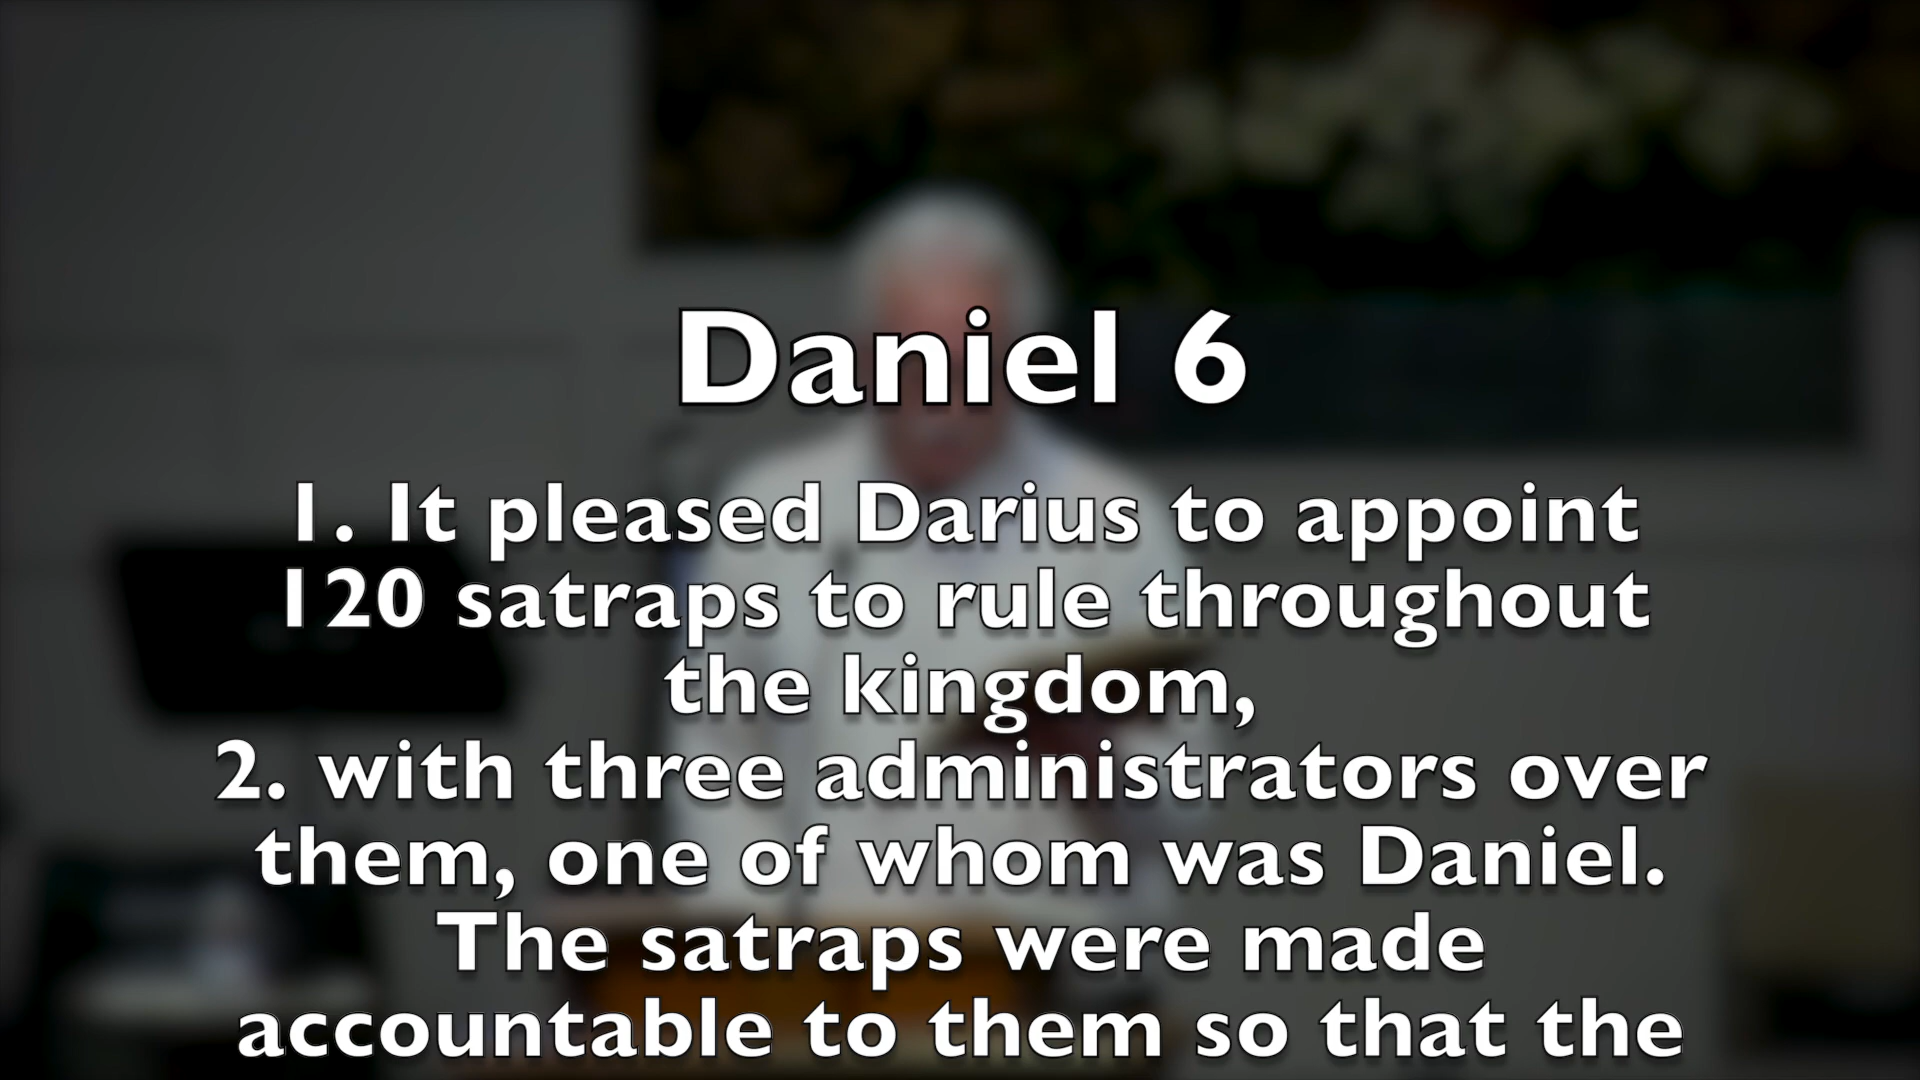 Daniel 6
1. It pleased Darius to appoint
120 satraps to rule throughout
the kingdom,
2. with three administrators over
them, one of whom was Daniel.
The satraps were made
accountable to them so that the